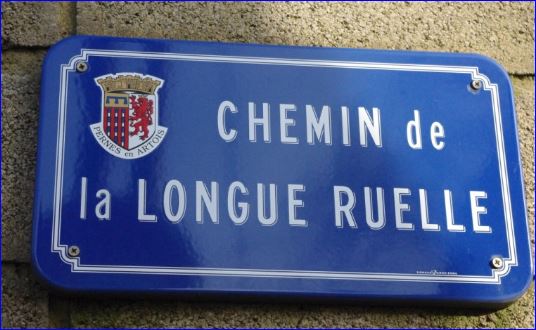 PERNES en ARTOIS
CHEMIN de
la LONGUE RUELLE